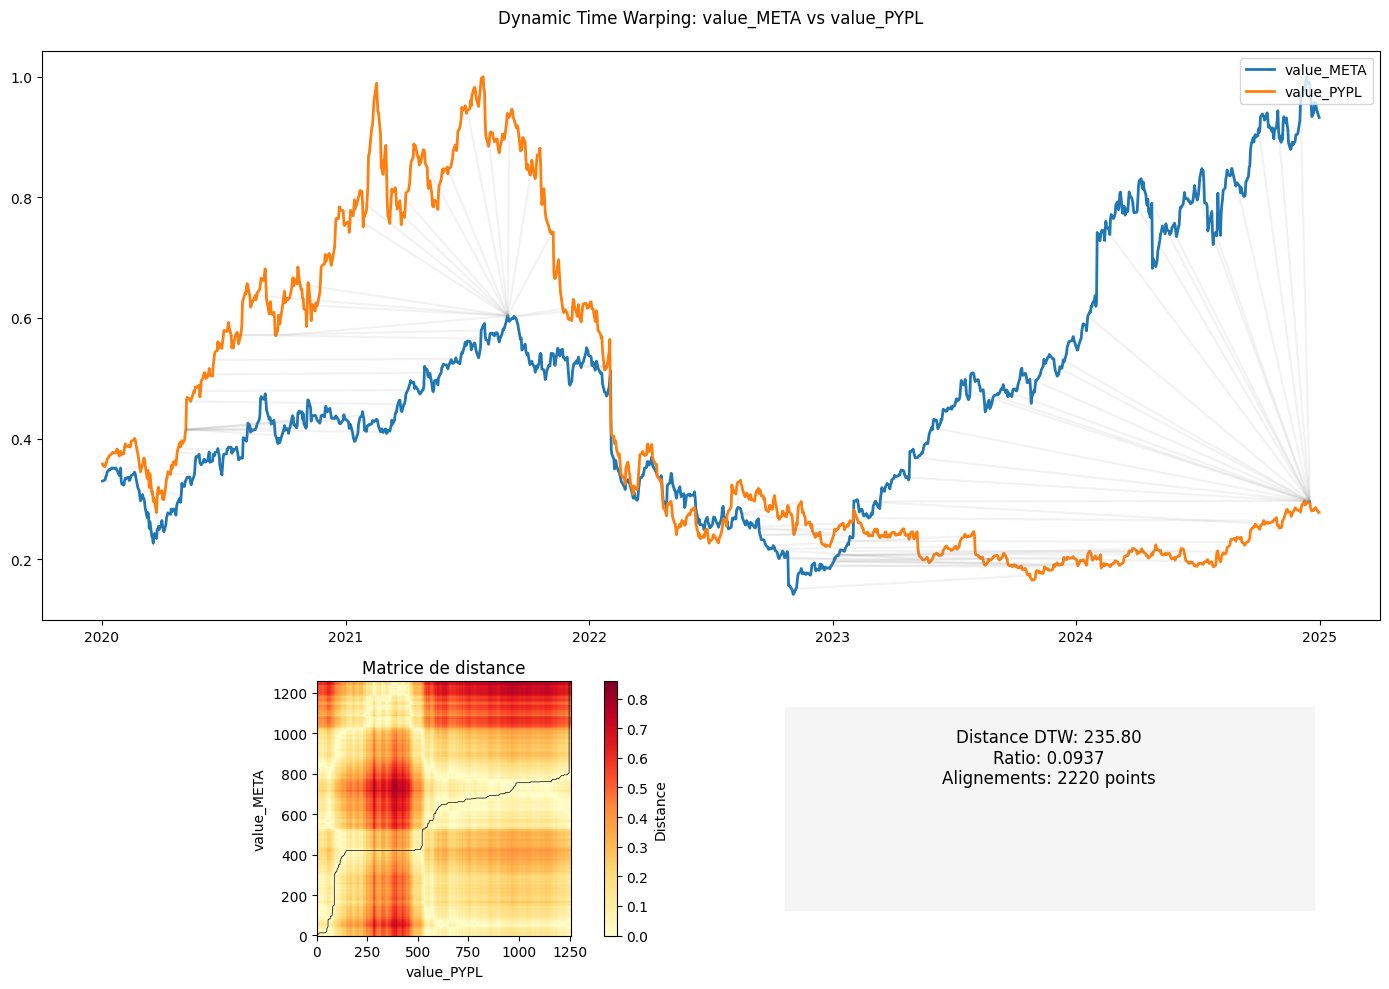 Dynamic Time Warping: value_META vs value_PYPL
1.0
0.8
0.6
0.4
0.2
value_META
value_PYPL
2020 2021 2022 2023 2024 2025
Matrice de distance
value_META
1200
1000
800
600
400
200
0
0 250 500 750 1000 1250
value_PYPL
0.8
0.7
0.6
0.5
0.4
0.3
0.2
0.1
0.0
Distance
Distance DTW: 235.80
Ratio: 0.0937
Alignements: 2220 points